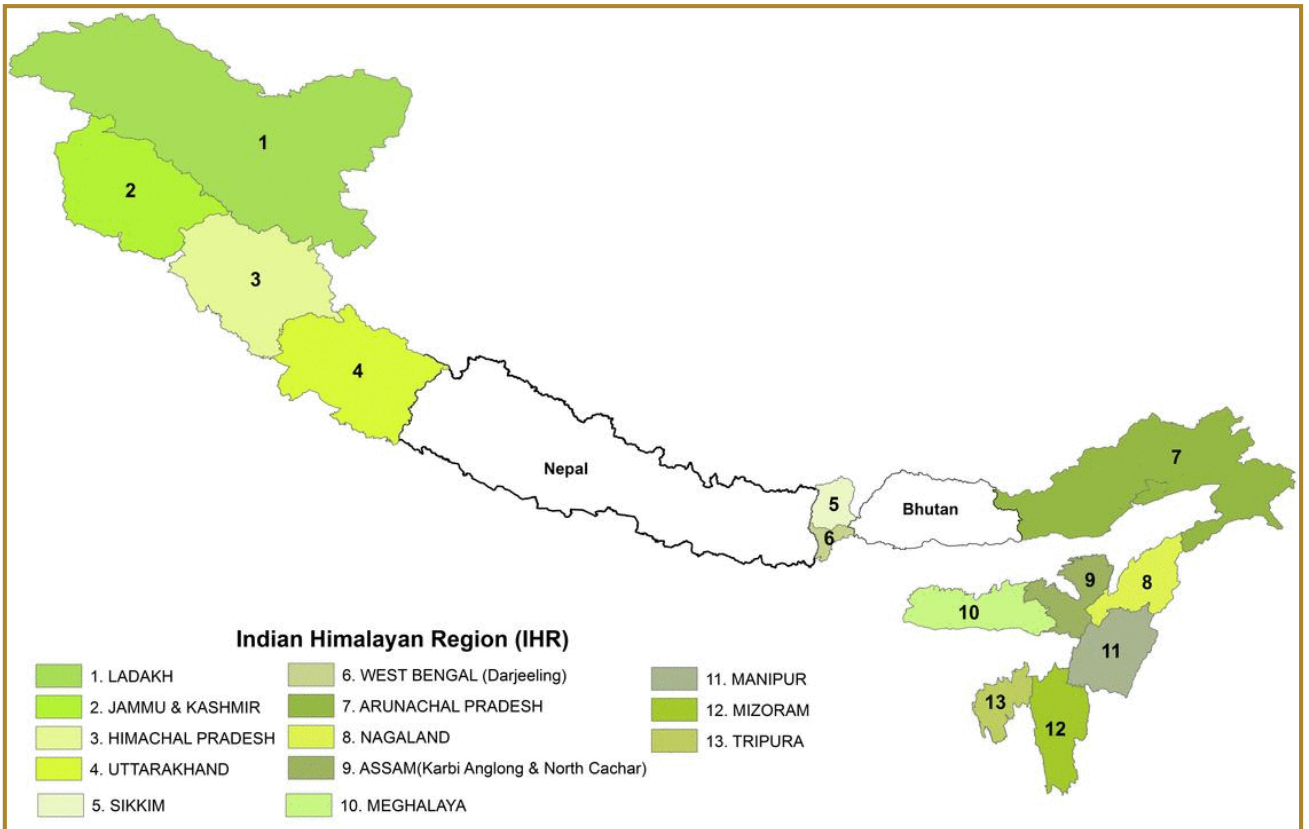 1
2
3
4
Nepal
5
6
Bhutan
7
8
9
10
11
12
13
Indian Himalayan Region (IHR)
1. LADAKH
2. JAMMU & KASHMIR
3. HIMACHAL PRADESH
4. UTTARAKHAND
5. SIKKIM
6. WEST BENGAL (Darjeeling)
7. ARUNACHAL PRADESH
8. NAGALAND
9. ASSAM(Karbi Anglong & North Cachar)
10. MEGHALAYA
11. MANIPUR
12. MIZORAM
13. TRIPURA